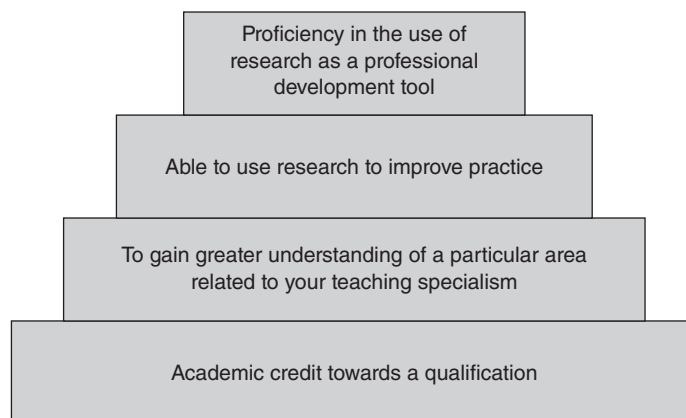 Proficiency in the use of
research as a professional
development tool
Able to use research to improve practice
To gain greater understanding of a particular area
related to your teaching specialism
Academic credit towards a qualification